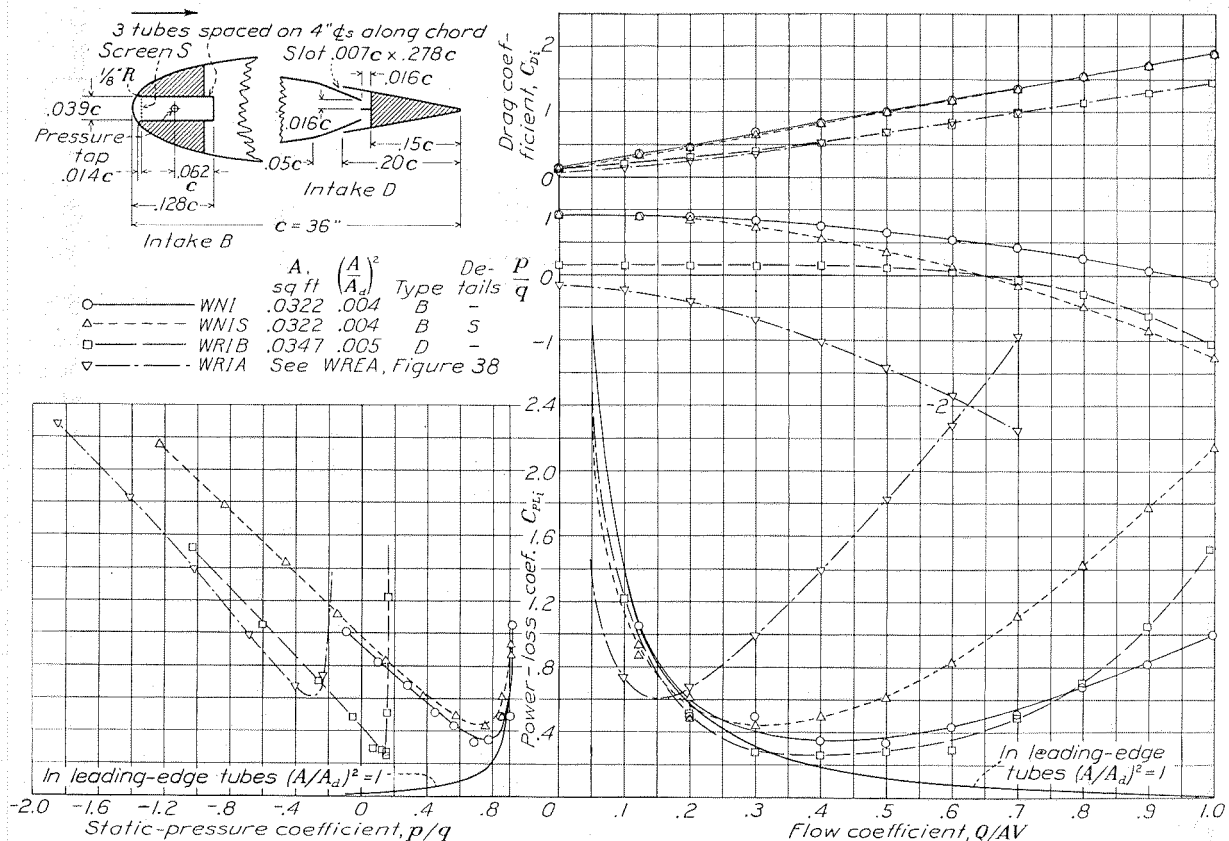 3 tubes spaced on 4" ℄s along chord
Screen S
Slot .007c x .278c
1/8" R
.016c
.039c
.016c
Pressure
tap
.014c
.062
c
.128c
.05c
.15c
.20c
Intake D
c = 36"
Intake B
A,
sq ft
(A/A_d)²
Type
De-
tails
p/q
WNI .0322 .004 B -
WNIS .0322 .004 B S
WRIB .0347 .005 D -
WRIA See WREA, Figure 38
Drag coef-
ficient, C_Di
2
1
0
1
0
-1
-2
2.4
2.0
1.6
1.2
.8
.4
Power-loss coef. C_PLi
In leading-edge tubes (A/A_d)²=1
In leading-edge
tubes (A/A_d)²=1
-2.0 -1.6 -1.2 -.8 -.4 0 .4 .8
Static-pressure coefficient, p/q
0 .1 .2 .3 .4 .5 .6 .7 .8 .9 1.0
Flow coefficient, Q/AV